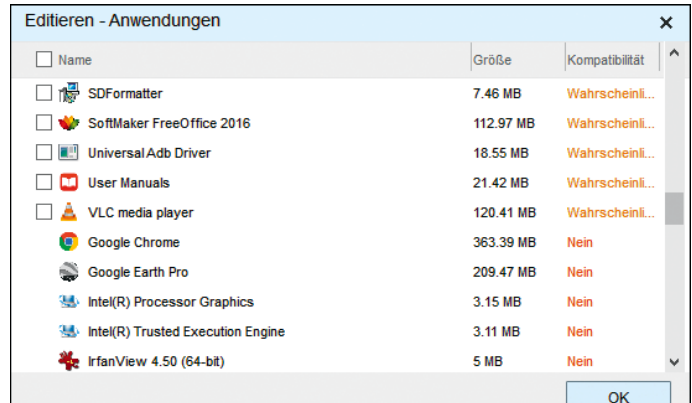 Editieren - Anwendungen
Name Größe Kompatibilität
SDFormatter 7.46 MB Wahrscheinli...
SoftMaker FreeOffice 2016 112.97 MB Wahrscheinli...
Universal Adb Driver 18.55 MB Wahrscheinli...
User Manuals 21.42 MB Wahrscheinli...
VLC media player 120.41 MB Wahrscheinli...
Google Chrome 363.39 MB Nein
Google Earth Pro 209.47 MB Nein
Intel(R) Processor Graphics 3.15 MB Nein
Intel(R) Trusted Execution Engine 3.11 MB Nein
IrfanView 4.50 (64-bit) 5 MB Nein
OK